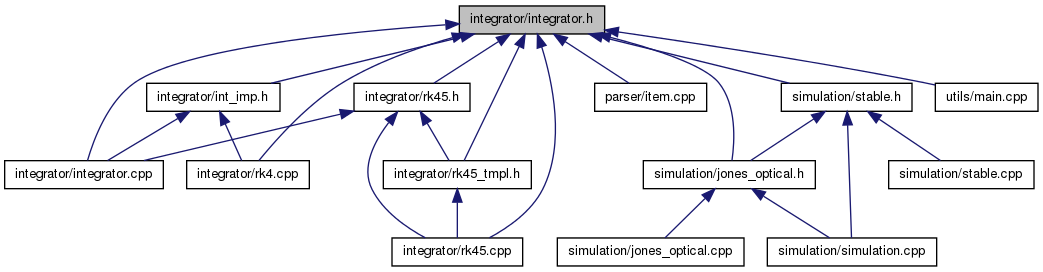 integrator/integrator.h
integrator/int_imp.h
integrator/rk45.h
parser/item.cpp
simulation/stable.h
utils/main.cpp
integrator/integrator.cpp
integrator/rk4.cpp
integrator/rk45_tmpl.h
simulation/jones_optical.h
simulation/stable.cpp
integrator/rk45.cpp
simulation/jones_optical.cpp
simulation/simulation.cpp